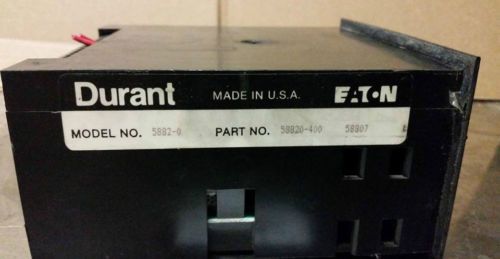 Durant MADE IN U.S.A. EATON
MODEL NO. 5882-0 PART NO. 58820-400 58807